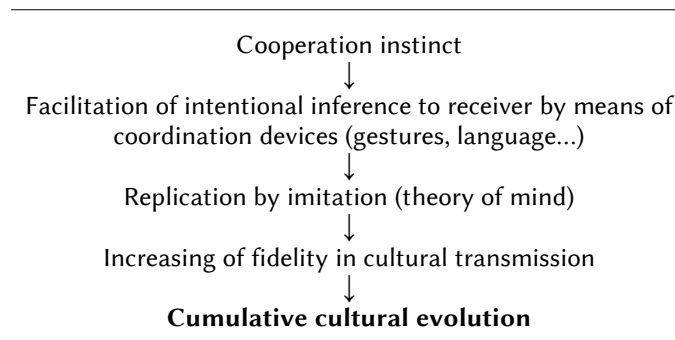 Cooperation instinct
↓
Facilitation of intentional inference to receiver by means of
coordination devices (gestures, language...)
↓
Replication by imitation (theory of mind)
↓
Increasing of fidelity in cultural transmission
↓
Cumulative cultural evolution